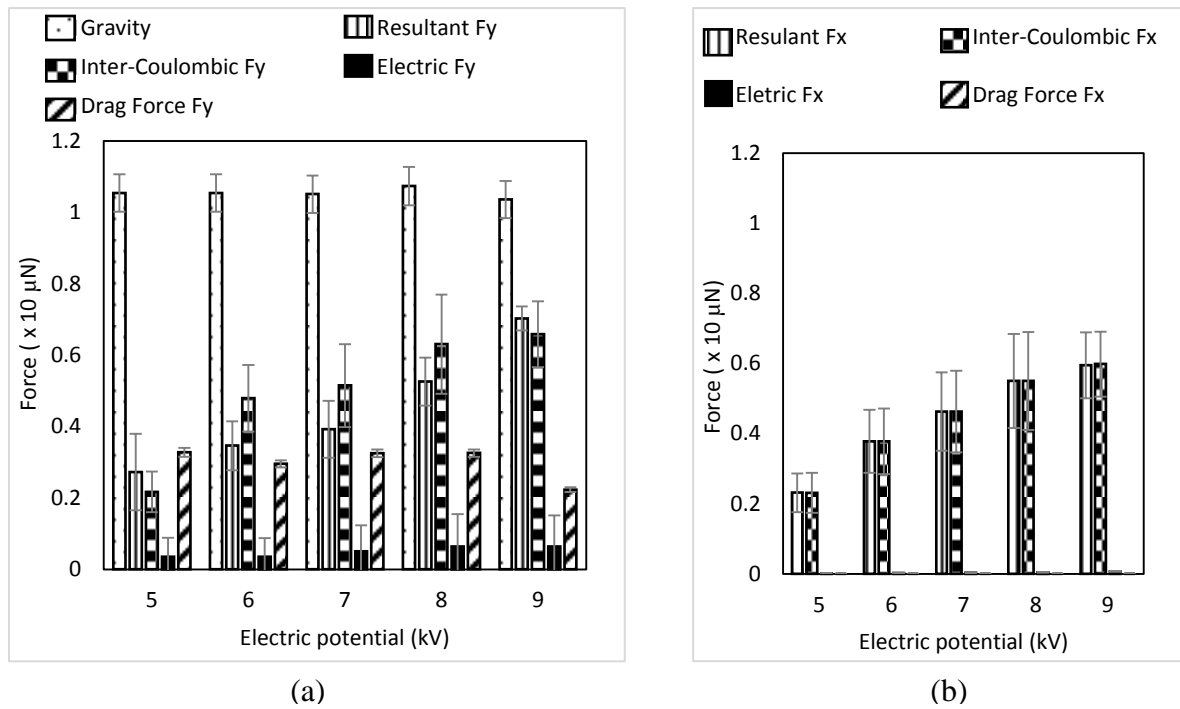 Gravity
Resultant Fy
Inter-Coulombic Fy
Electric Fy
Drag Force Fy
1.2
1
0.8
0.6
0.4
0.2
0
Force ( x 10 µN)
5 6 7 8 9
Electric potential (kV)
(a)
Resulant Fx
Inter-Coulombic Fx
Eletric Fx
Drag Force Fx
1.2
1
0.8
0.6
0.4
0.2
0
Force ( x 10 µN)
5 6 7 8 9
Electric potential (kV)
(b)